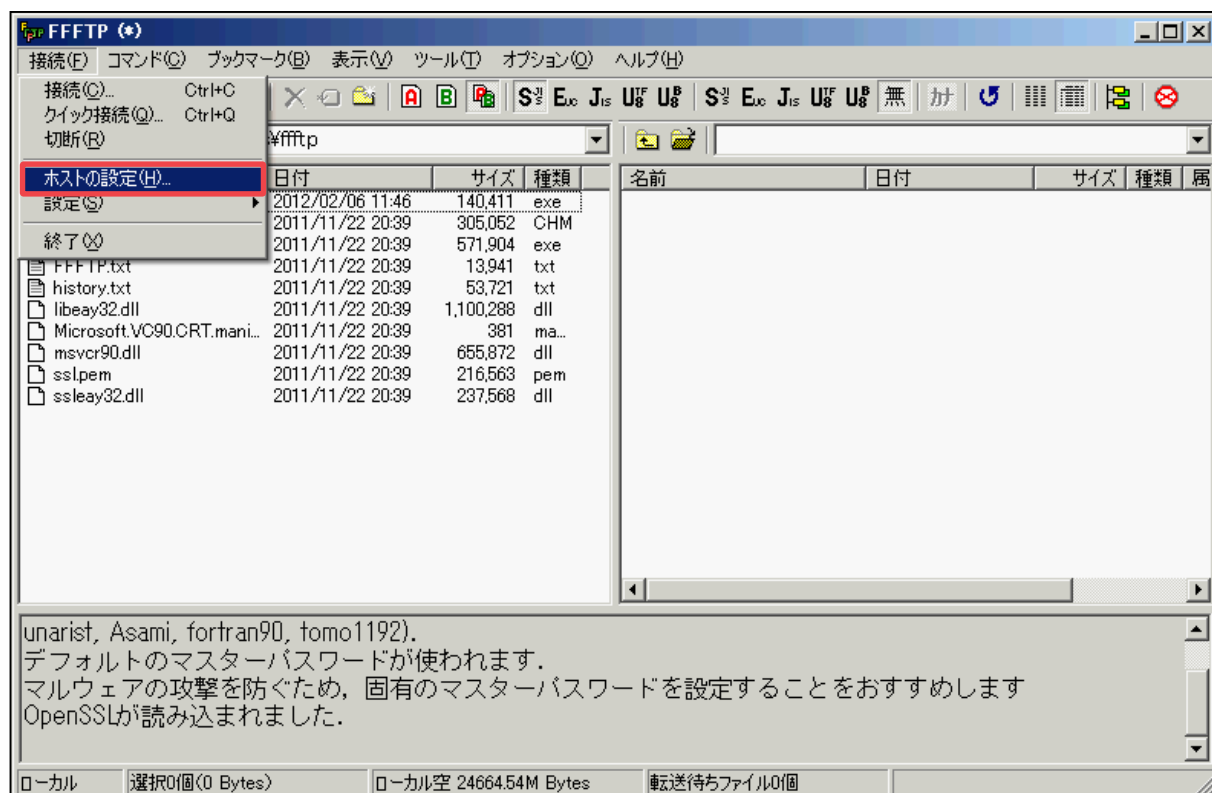 FFFTP (*)
接続(F) コマンド(C) ブックマーク(B) 表示(V) ツール(T) オプション(O) ヘルプ(H)
接続(C)... Ctrl+C
クイック接続(Q)... Ctrl+Q
切断(R)
ホストの設定(H)...
設定(S)
終了(X)
A B S Euc Jis U8 U8 S Euc Jis U8 U8 無 カナ
¥ffftp
日付 サイズ 種類
2012/02/06 11:46 140,411 exe
2011/11/22 20:39 305,052 CHM
2011/11/22 20:39 571,904 exe
FFFTP.txt 2011/11/22 20:39 13,941 txt
history.txt 2011/11/22 20:39 53,721 txt
libeay32.dll 2011/11/22 20:39 1,100,288 dll
Microsoft.VC90.CRT.mani... 2011/11/22 20:39 381 ma...
msvcr90.dll 2011/11/22 20:39 655,872 dll
ssl.pem 2011/11/22 20:39 216,563 pem
ssleay32.dll 2011/11/22 20:39 237,568 dll
名前 日付 サイズ 種類 属
unarist, Asami, fortran90, tomo1192).
デフォルトのマスターパスワードが使われます.
マルウェアの攻撃を防ぐため，固有のマスターパスワードを設定することをおすすめします
OpenSSLが読み込まれました.
ローカル 選択0個(0 Bytes) ローカル空 24664.54M Bytes 転送待ちファイル0個